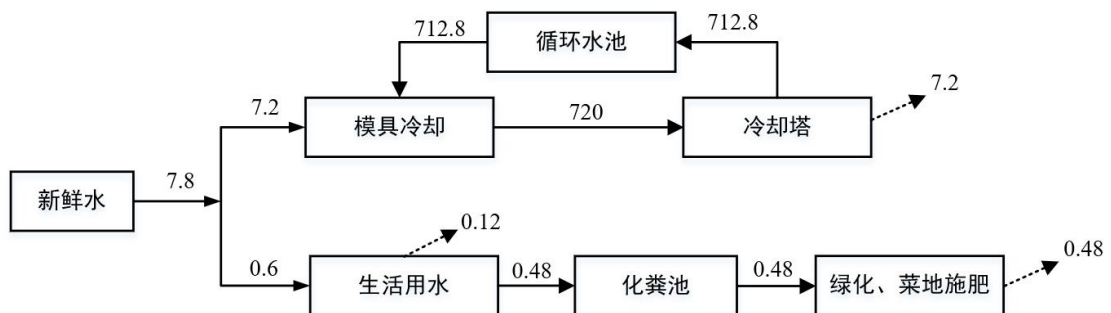 712.8
循环水池
712.8
7.2
模具冷却
720
冷却塔
7.2
新鲜水
7.8
0.6
生活用水
0.12
0.48
化粪池
0.48
绿化、菜地施肥
0.48